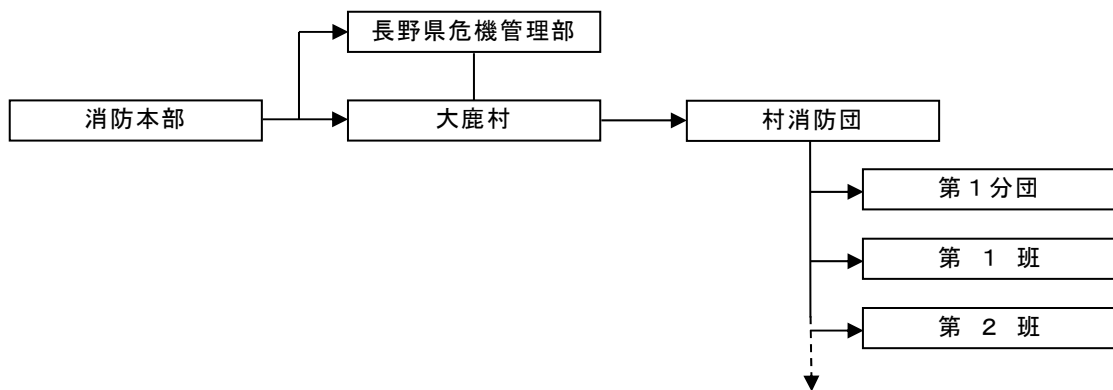 長野県危機管理部
消防本部
大鹿村
村消防団
第１分団
第　１　班
第　２　班